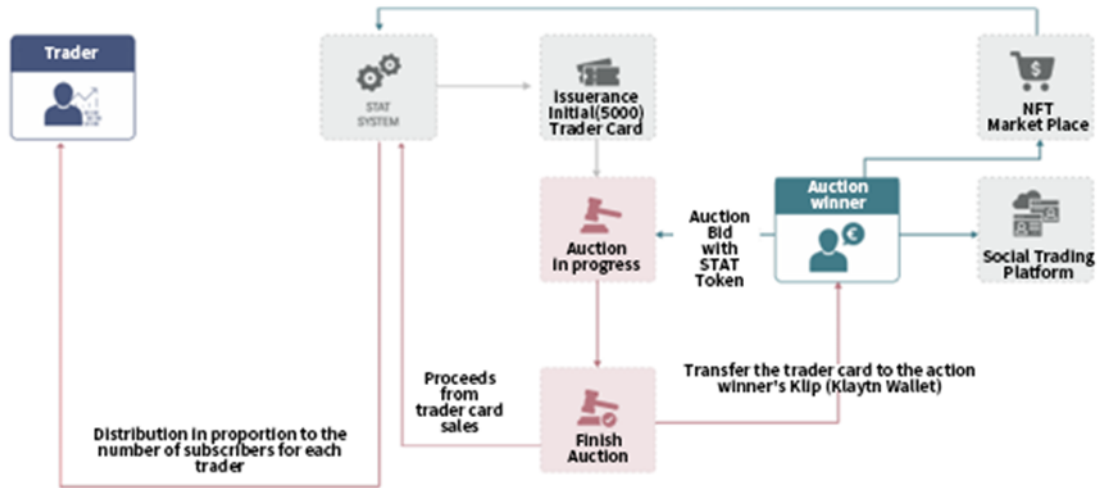 Trader
STAT
SYSTEM
issuerance
Initial(5000)
Trader Card
NFT
Market Place
Auction
winner
Auction
Bid
with
STAT
Token
Auction
in progress
Social Trading
Platform
Transfer the trader card to the action
winner's Klip (Klaytn Wallet)
Proceeds
from
trader card
sales
Finish
Auction
Distribution in proportion to the
number of subscribers for each
trader